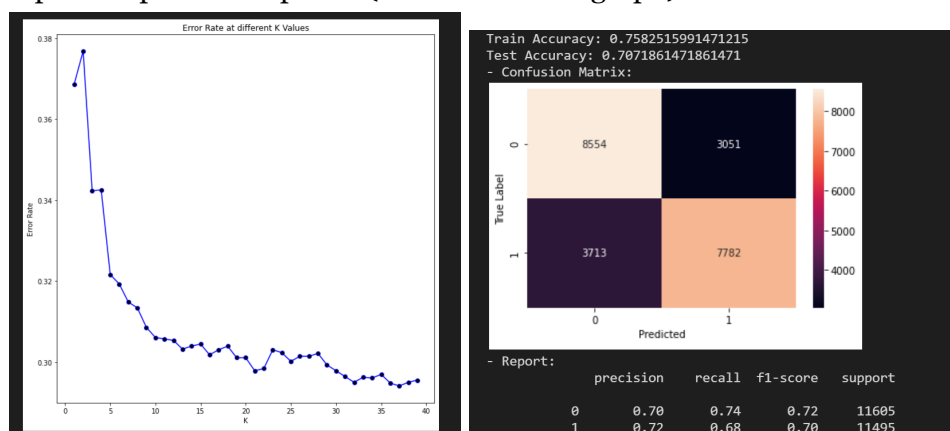 Error Rate at different K Values
0.38
0.36
0.34
0.32
0.30
Error Rate
0 5 10 15 20 25 30 35 40
K
Train Accuracy: 0.7582515991471215
Test Accuracy: 0.7071861471861471
- Confusion Matrix:
8554 3051
3713 7782
True Label
0
1
0 1
Predicted
8000
7000
6000
5000
4000
- Report:
precision recall f1-score support
0 0.70 0.74 0.72 11605
1 0.72 0.68 0.70 11495